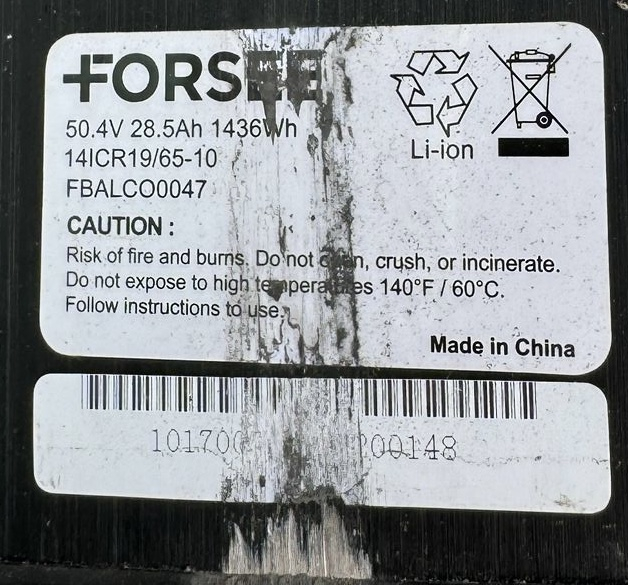 FORSEE
50.4V 28.5Ah 1436Wh
14ICR19/65-10
FBALCO0047
CAUTION :
Risk of fire and burns. Do not open, crush, or incinerate.
Do not expose to high temperatures 140°F / 60°C.
Follow instructions to use.
Li-ion
Made in China